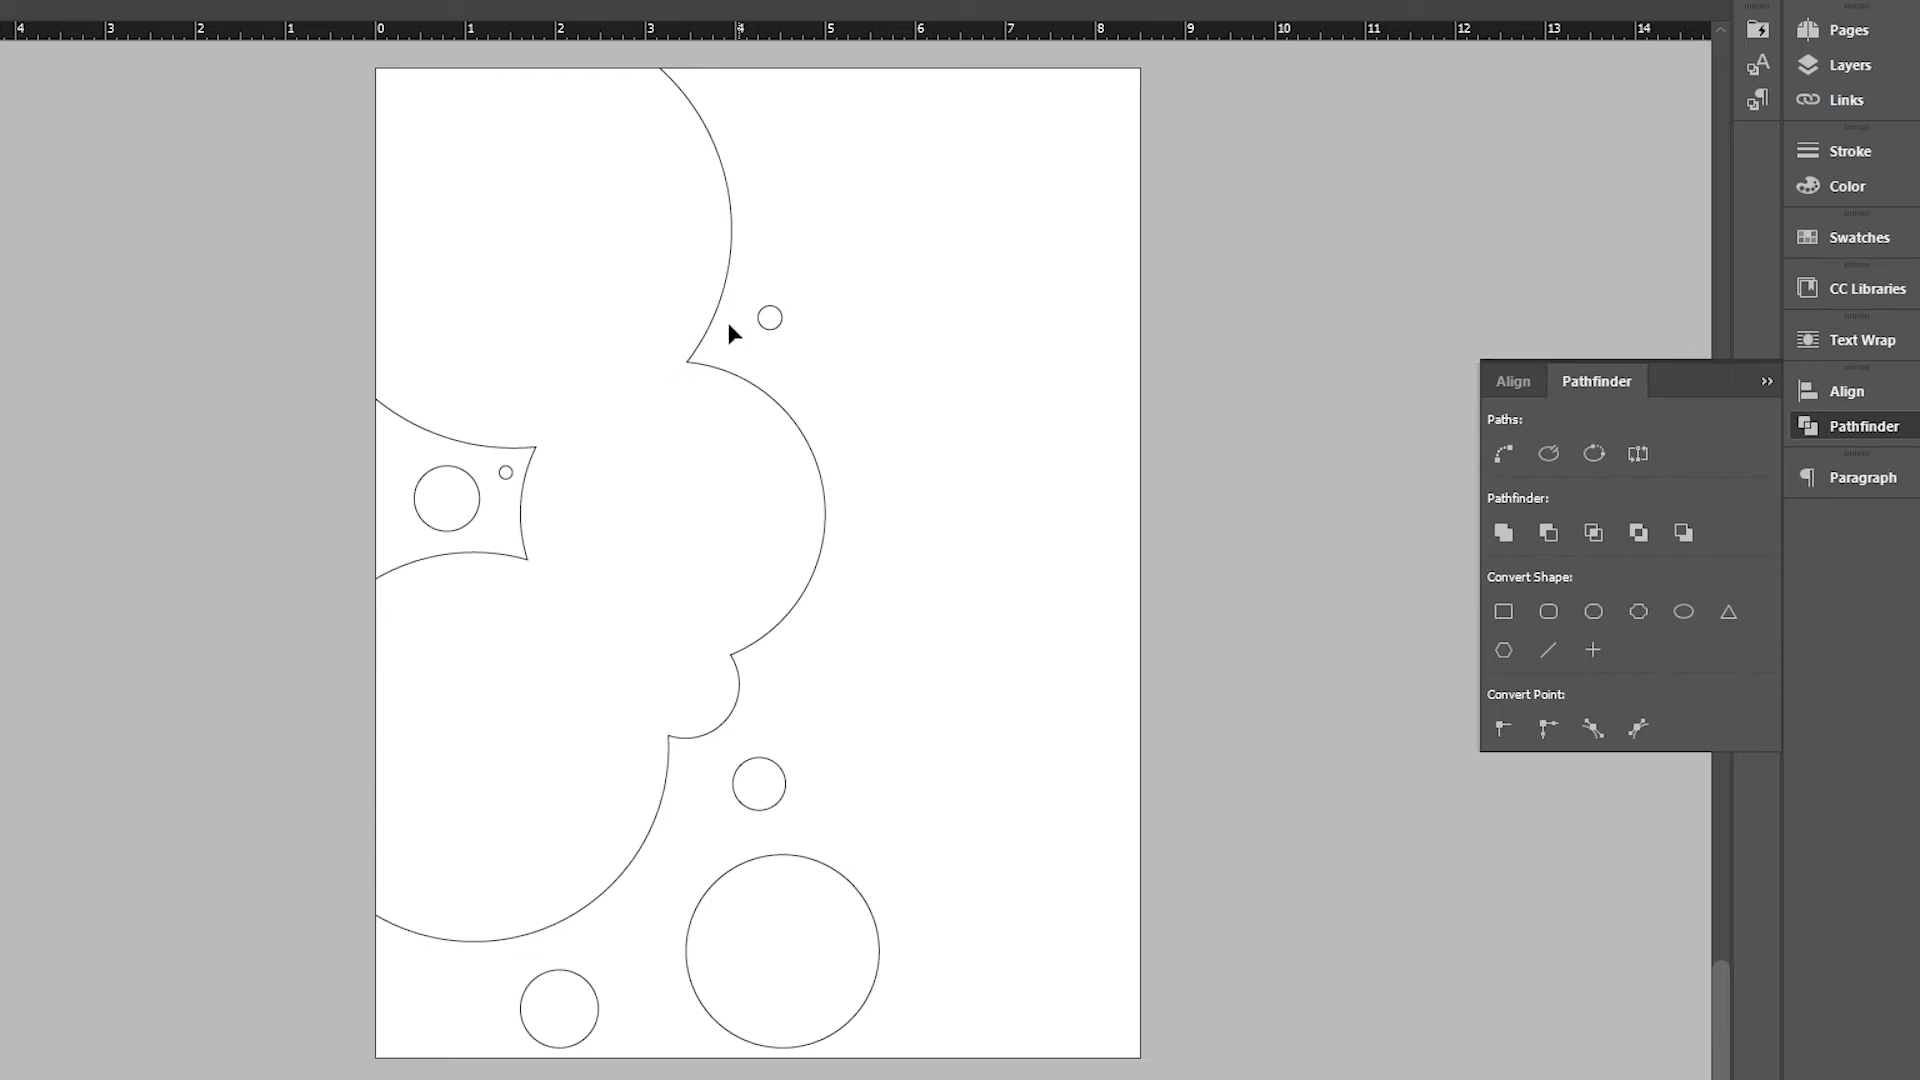 4 3 2 1 0 1 2 3 4 5 6 7 8 9 10 11 12 13 14
Pages
Layers
Links
Stroke
Color
Swatches
CC Libraries
Text Wrap
Align
Pathfinder
Paragraph
Align Pathfinder
Paths:
Pathfinder:
Convert Shape:
Convert Point: